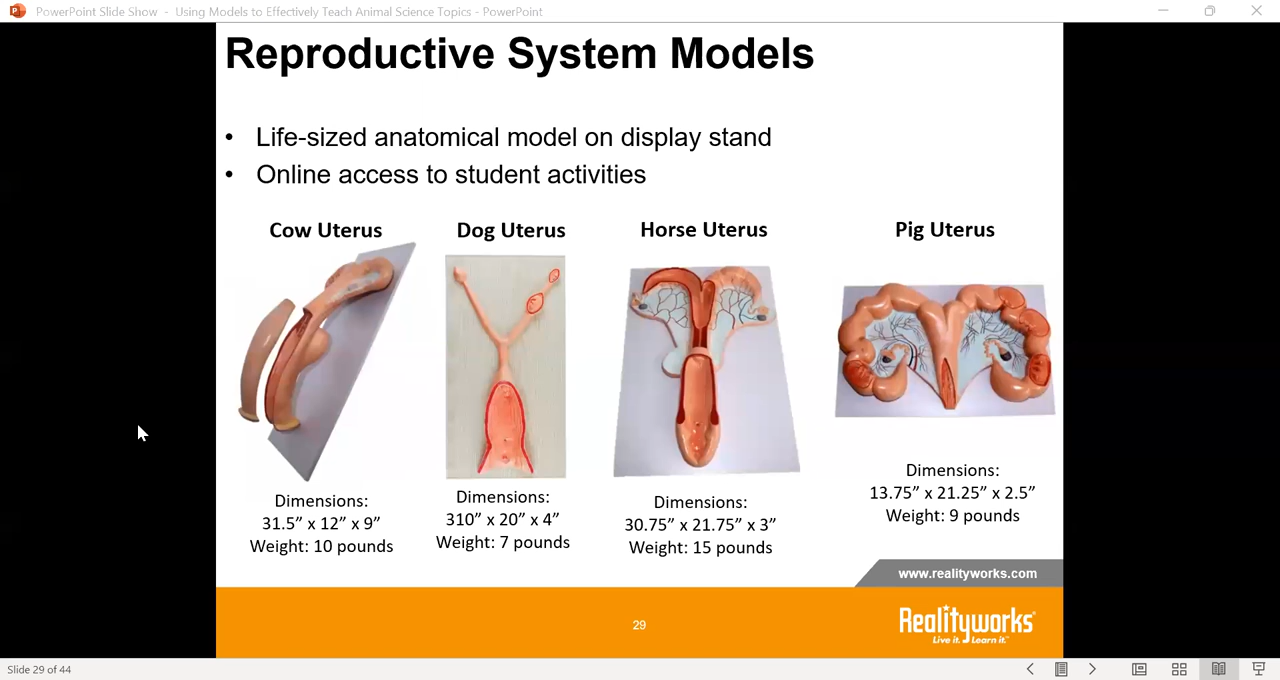 PowerPoint Slide Show - Using Models to Effectively Teach Animal Science Topics - PowerPoint
Reproductive System Models
• Life-sized anatomical model on display stand
• Online access to student activities
Cow Uterus
Dimensions:
31.5” x 12” x 9”
Weight: 10 pounds
Dog Uterus
Dimensions:
310” x 20” x 4”
Weight: 7 pounds
Horse Uterus
Dimensions:
30.75” x 21.75” x 3”
Weight: 15 pounds
Pig Uterus
Dimensions:
13.75” x 21.25” x 2.5”
Weight: 9 pounds
www.realityworks.com
29
Realityworks®
Live it. Learn it.™
Slide 29 of 44